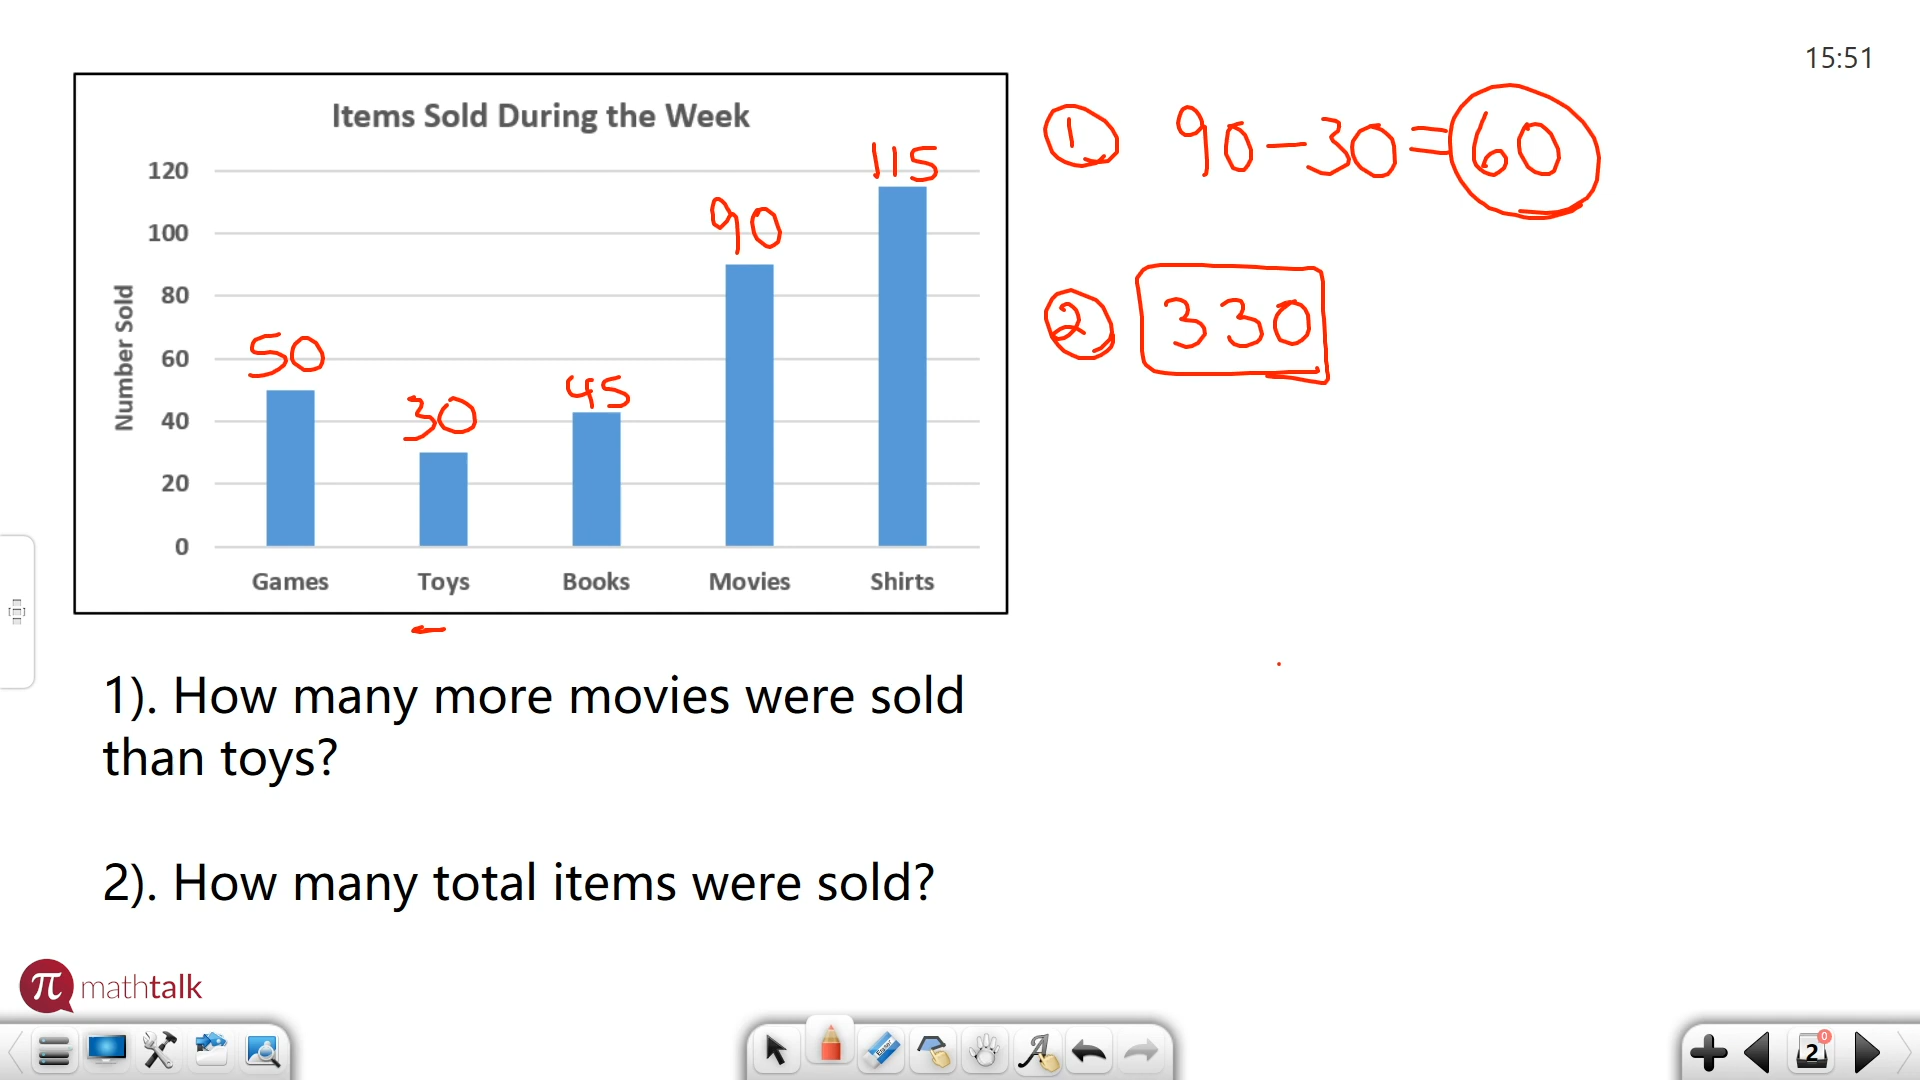 15:51
Items Sold During the Week
Number Sold
120
100
80
60
40
20
0
50
30
45
90
115
Games Toys Books Movies Shirts
1 90-30=60
2 330
1). How many more movies were sold
than toys?
2). How many total items were sold?
π mathtalk
2
0